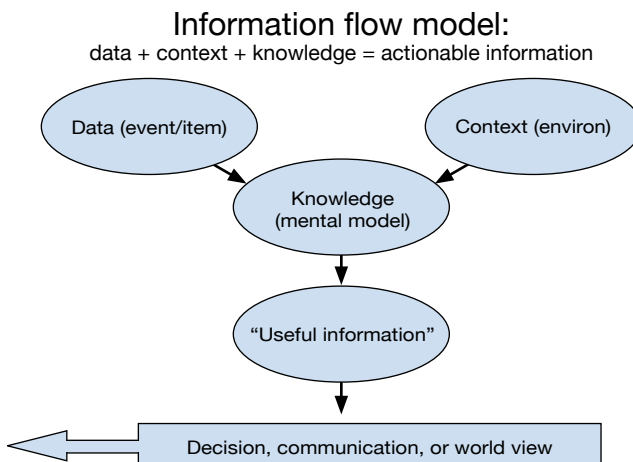 Information flow model:
data + context + knowledge = actionable information
Data (event/item)
Context (environ)
Knowledge
(mental model)
“Useful information”
Decision, communication, or world view